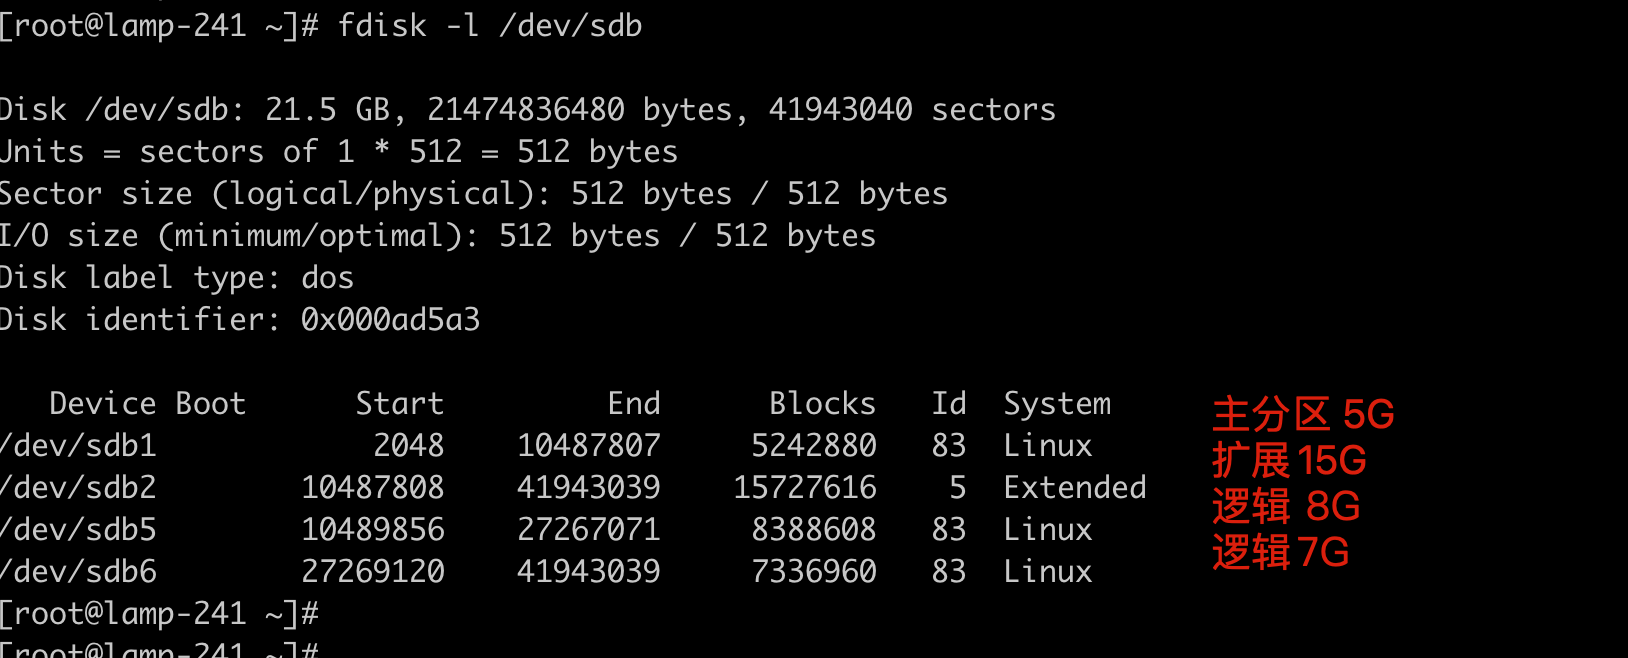 [root@lamp-241 ~]# fdisk -l /dev/sdb
Disk /dev/sdb: 21.5 GB, 21474836480 bytes, 41943040 sectors
Units = sectors of 1 * 512 = 512 bytes
Sector size (logical/physical): 512 bytes / 512 bytes
I/O size (minimum/optimal): 512 bytes / 512 bytes
Disk label type: dos
Disk identifier: 0x000ad5a3
Device Boot Start End Blocks Id System
/dev/sdb1 2048 10487807 5242880 83 Linux
/dev/sdb2 10487808 41943039 15727616 5 Extended
/dev/sdb5 10489856 27267071 8388608 83 Linux
/dev/sdb6 27269120 41943039 7336960 83 Linux
主分区 5G
扩展 15G
逻辑 8G
逻辑 7G
[root@lamp-241 ~]#
[root@lamp-241 ~]#